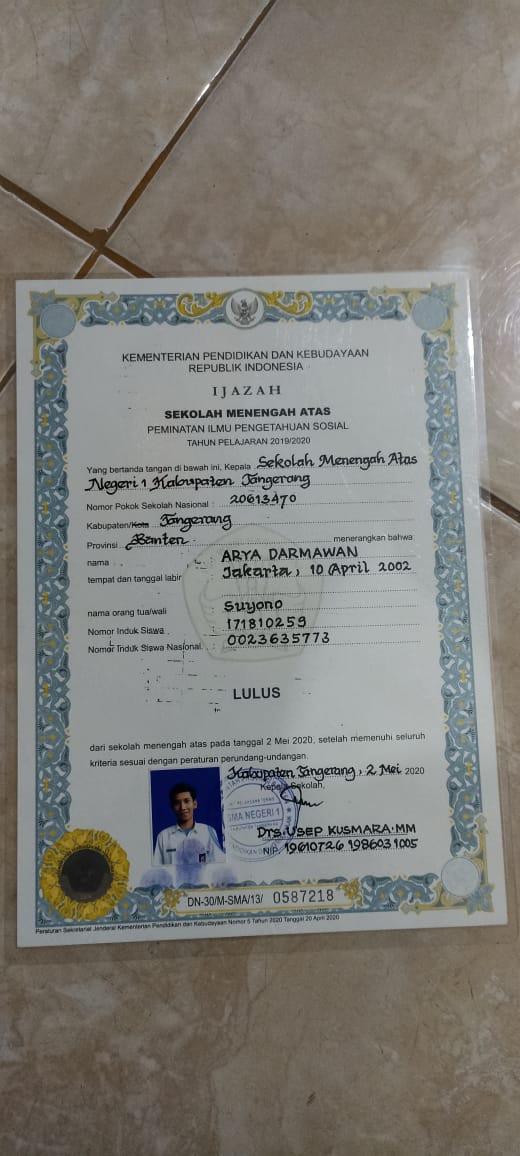 KEMENTERIAN PENDIDIKAN DAN KEBUDAYAAN
REPUBLIK INDONESIA
IJAZAH
SEKOLAH MENENGAH ATAS
PEMINATAN ILMU PENGETAHUAN SOSIAL
TAHUN PELAJARAN 2019/2020
Yang bertanda tangan di bawah ini, Kepala Sekolah Menengah Atas
Negeri 1 Kabupaten Tangerang
Nomor Pokok Sekolah Nasional : 20613470
Kabupaten/Kota Tangerang
Provinsi Banten menerangkan bahwa
nama : ARYA DARMAWAN
tempat dan tanggal lahir : Jakarta, 10 April 2002
nama orang tua/wali : Suyono
Nomor Induk Siswa : 171810259
Nomor Induk Siswa Nasional : 0023635773
LULUS
dari sekolah menengah atas pada tanggal 2 Mei 2020, setelah memenuhi seluruh
kriteria sesuai dengan peraturan perundang-undangan.
Kabupaten Tangerang, 2 Mei 2020
Kepala Sekolah,
SMA NEGERI 1
Drs. USEP KUSMARA.MM
NIP. 19610726 198603 1005
DN-30/M-SMA/13/ 0587218
Peraturan Sekretariat Jenderal Kementerian Pendidikan dan Kebudayaan Nomor 5 Tahun 2020 Tanggal 20 April 2020